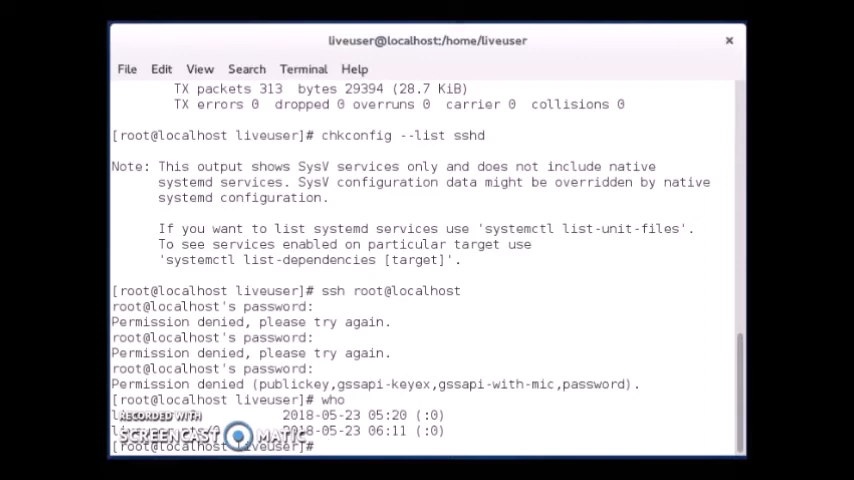 liveuser@localhost:/home/liveuser ×
File Edit View Search Terminal Help
TX packets 313 bytes 29394 (28.7 KiB)
TX errors 0 dropped 0 overruns 0 carrier 0 collisions 0
[root@localhost liveuser]# chkconfig --list sshd
Note: This output shows SysV services only and does not include native
systemd services. SysV configuration data might be overridden by native
systemd configuration.
If you want to list systemd services use 'systemctl list-unit-files'.
To see services enabled on particular target use
'systemctl list-dependencies [target]'.
[root@localhost liveuser]# ssh root@localhost
root@localhost's password:
Permission denied, please try again.
root@localhost's password:
Permission denied, please try again.
root@localhost's password:
Permission denied (publickey,gssapi-keyex,gssapi-with-mic,password).
[root@localhost liveuser]# who
2018-05-23 05:20 (:0)
2018-05-23 06:11 (:0)
[root@localhost liveuser]#
RECORDED WITH
SCREENCAST MATIC